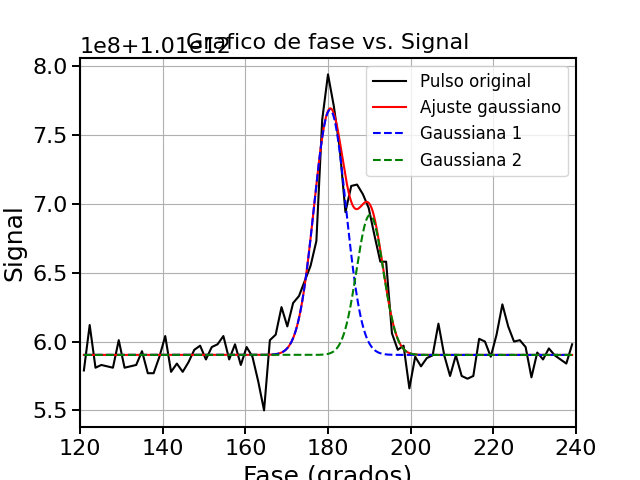 1e8+1.01e12
Grafico de fase vs. Signal
8.0
7.5
7.0
6.5
6.0
5.5
Signal
Pulso original
Ajuste gaussiano
Gaussiana 1
Gaussiana 2
120 140 160 180 200 220 240
Fase (grados)